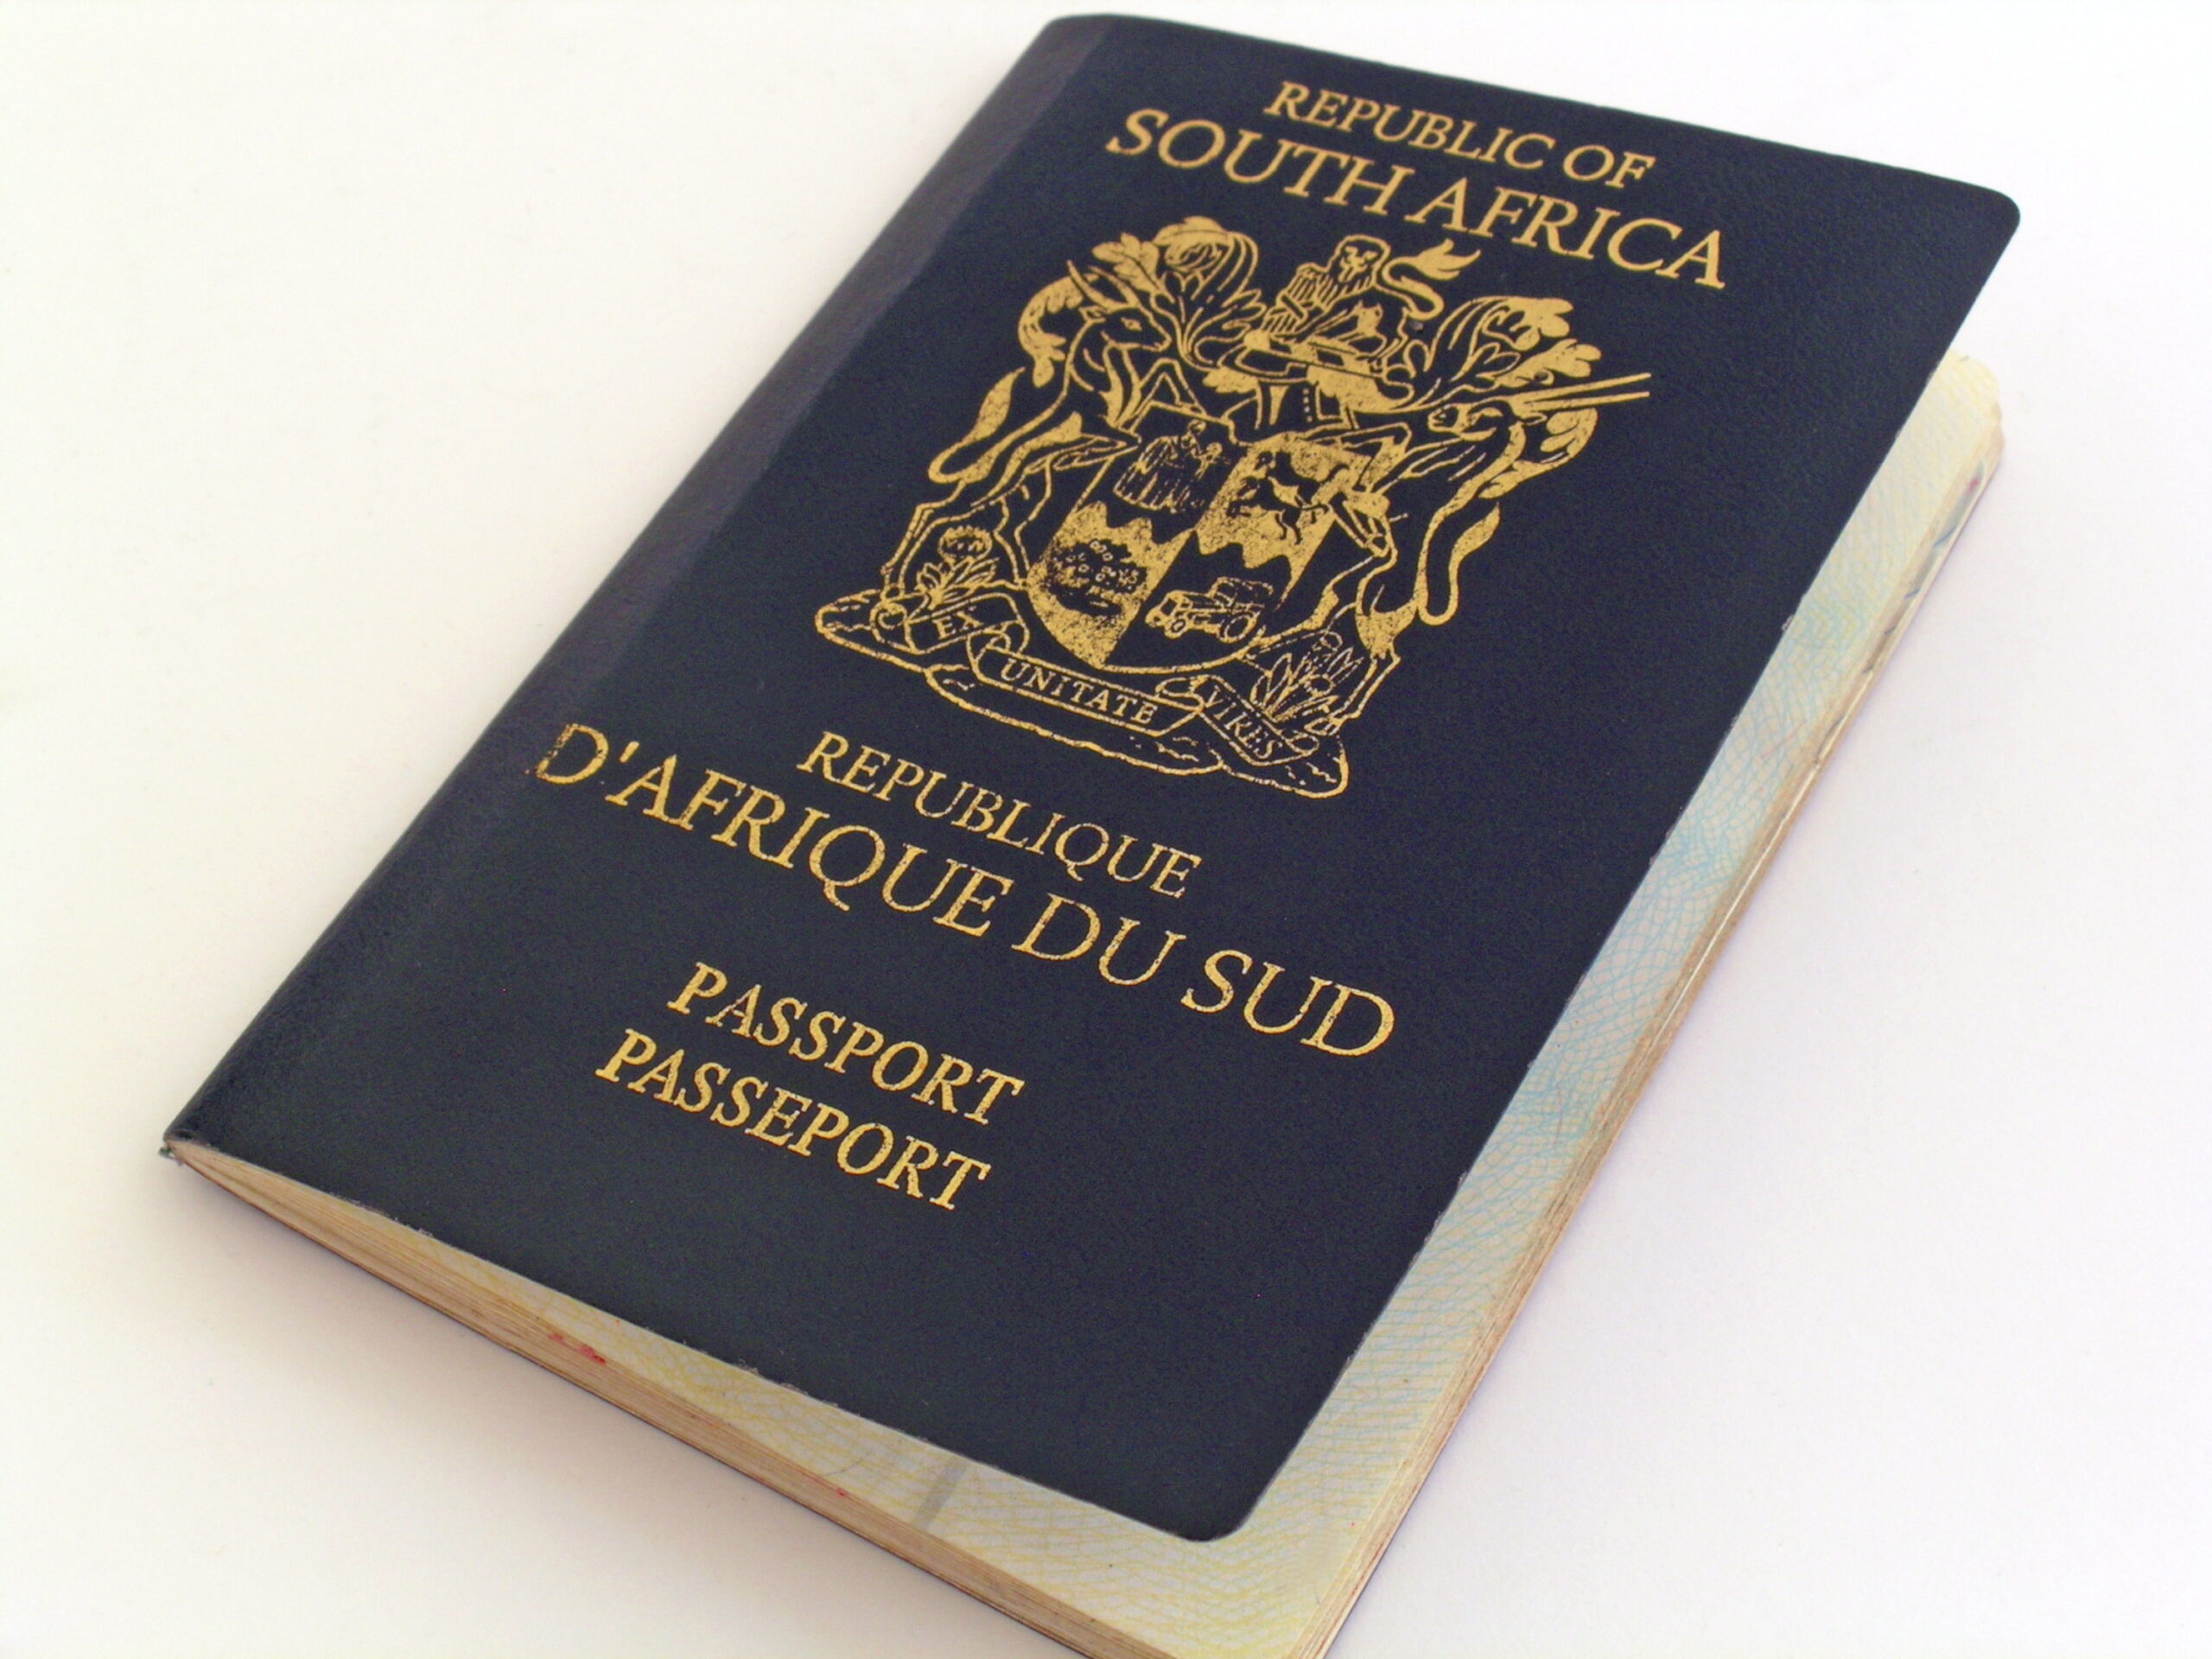 REPUBLIC OF
SOUTH AFRICA
EX UNITATE VIRES
REPUBLIQUE
D'AFRIQUE DU SUD
PASSPORT
PASSEPORT